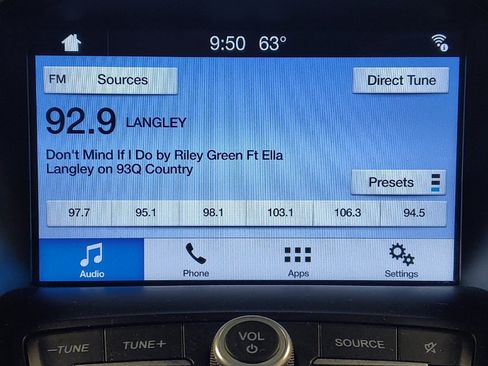 9:50 63°
FM Sources
Direct Tune
92.9 LANGLEY
Don't Mind If I Do by Riley Green Ft Ella
Langley on 93Q Country
Presets
97.7 95.1 98.1 103.1 106.3 94.5
Audio Phone Apps Settings
—TUNE TUNE+ VOL SOURCE